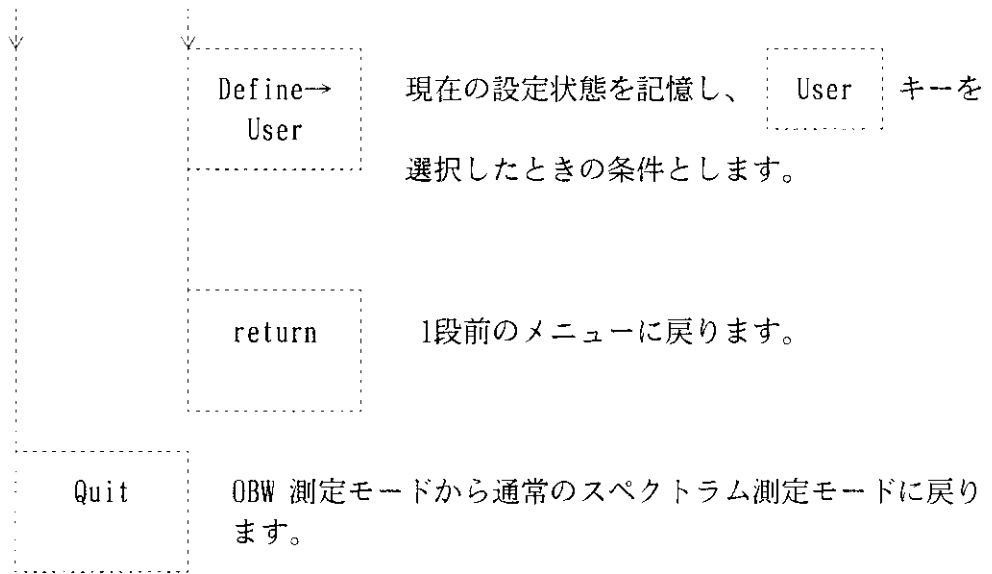 Define→
User
現在の設定状態を記憶し、 User キーを
選択したときの条件とします。
return
1段前のメニューに戻ります。
Quit
OBW 測定モードから通常のスペクトラム測定モードに戻り
ます。